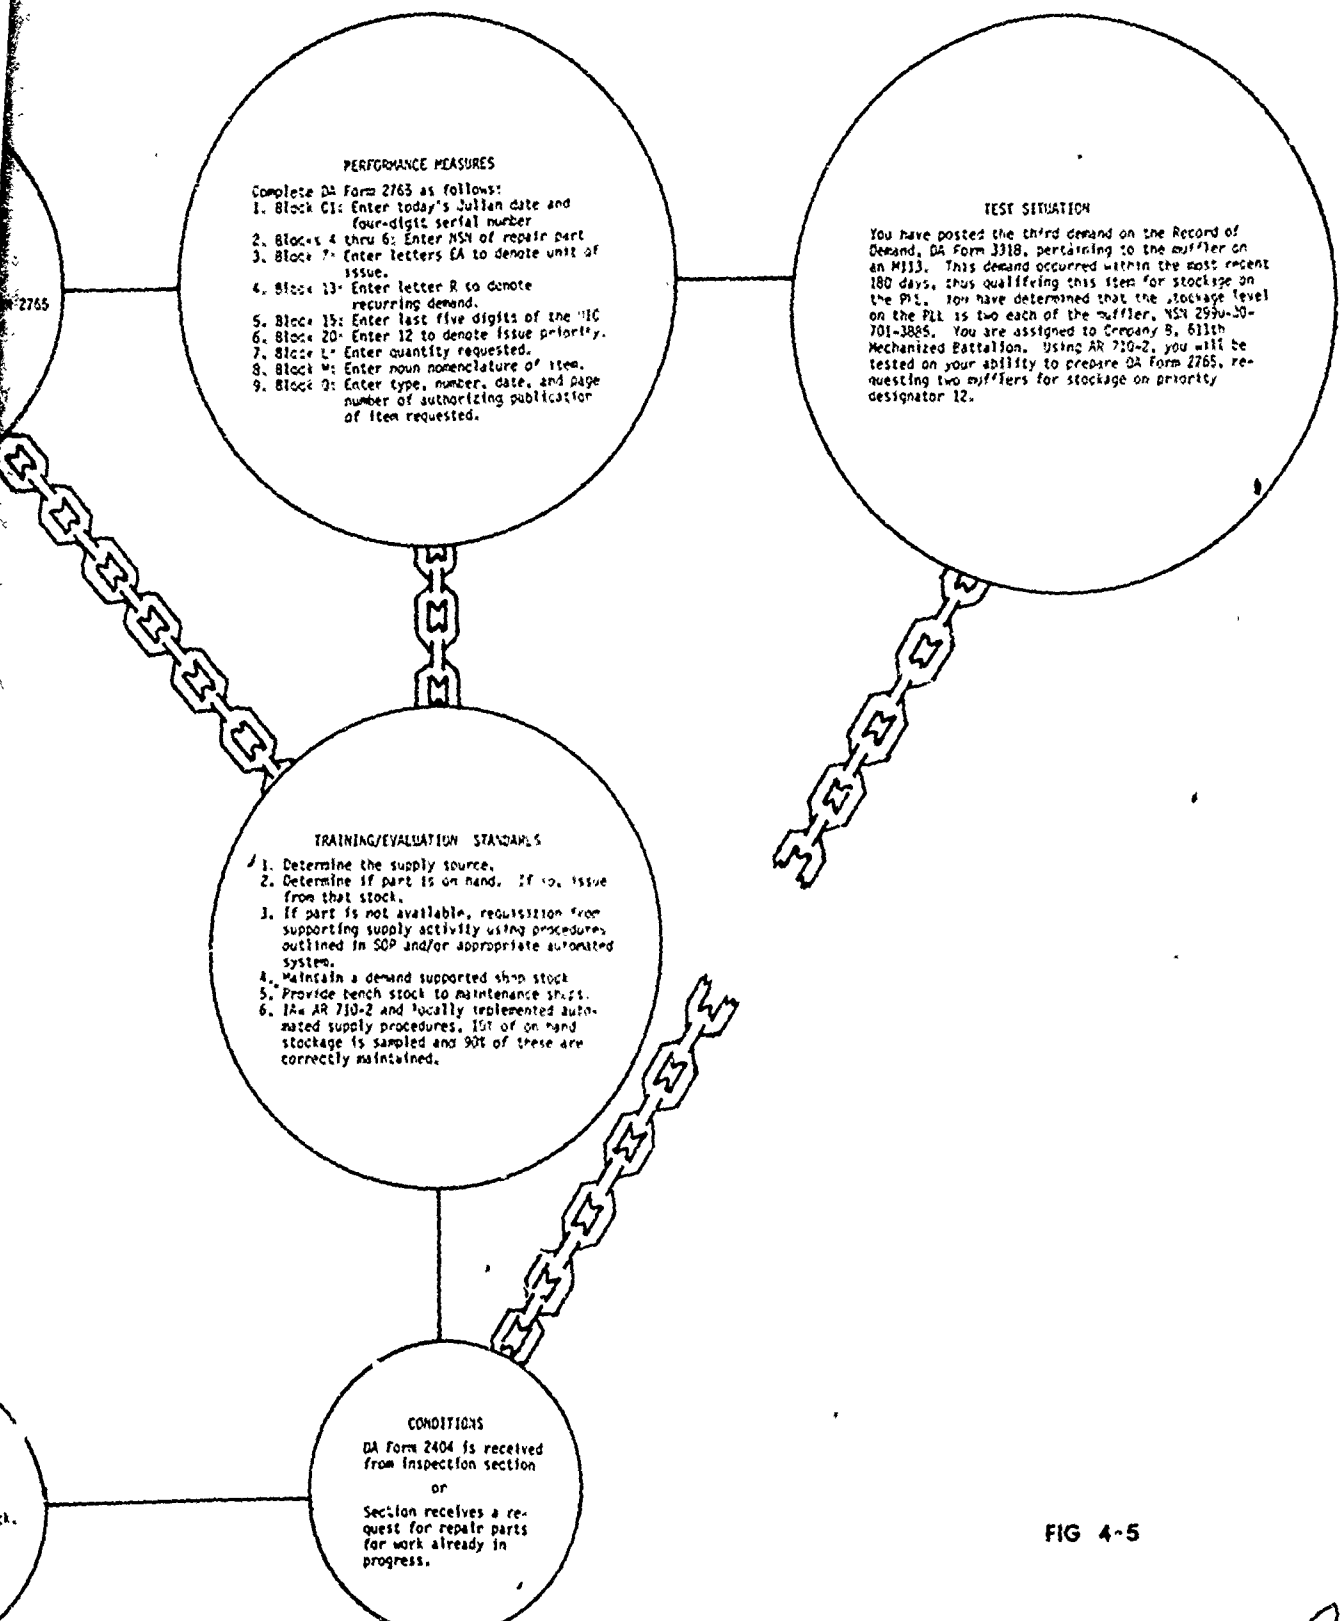 PERFORMANCE MEASURES
Complete DA Form 2765 as follows:
1. Block C1: Enter today's Julian date and
four-digit serial number
2. Blocks 4 thru 6: Enter NSN of repair part
3. Block 7: Enter letters EA to denote unit of
issue.
4. Block 13: Enter letter R to denote
recurring demand.
5. Block 15: Enter last five digits of the UIC
6. Block 20: Enter 12 to denote issue priority.
7. Block L: Enter quantity requested.
8. Block M: Enter noun nomenclature of item.
9. Block O: Enter type, number, date, and page
number of authorizing publication
of item requested.
TEST SITUATION
You have posted the third demand on the Record of
Demand, DA Form 3318, pertaining to the muffler on
an M113. This demand occurred within the most recent
180 days, thus qualifying this item for stockage on
the PLL. You have determined that the stockage level
on the PLL is two each of the muffler, NSN 2990-30-
701-3885. You are assigned to Company B, 611th
Mechanized Battalion. Using AR 710-2, you will be
tested on your ability to prepare DA Form 2765, re-
questing two mufflers for stockage on priority
designator 12.
2765
TRAINING/EVALUATION STANDARDS
1. Determine the supply source.
2. Determine if part is on hand. If so, issue
from that stock.
3. If part is not available, requisition from
supporting supply activity using procedures
outlined in SOP and/or appropriate automated
system.
4. Maintain a demand supported shop stock
5. Provide bench stock to maintenance shops.
6. IAW AR 710-2 and locally implemented auto-
mated supply procedures, 10% of on hand
stockage is sampled and 90% of these are
correctly maintained.
CONDITIONS
DA Form 2404 is received
from inspection section
or
Section receives a re-
quest for repair parts
for work already in
progress.
FIG 4-5